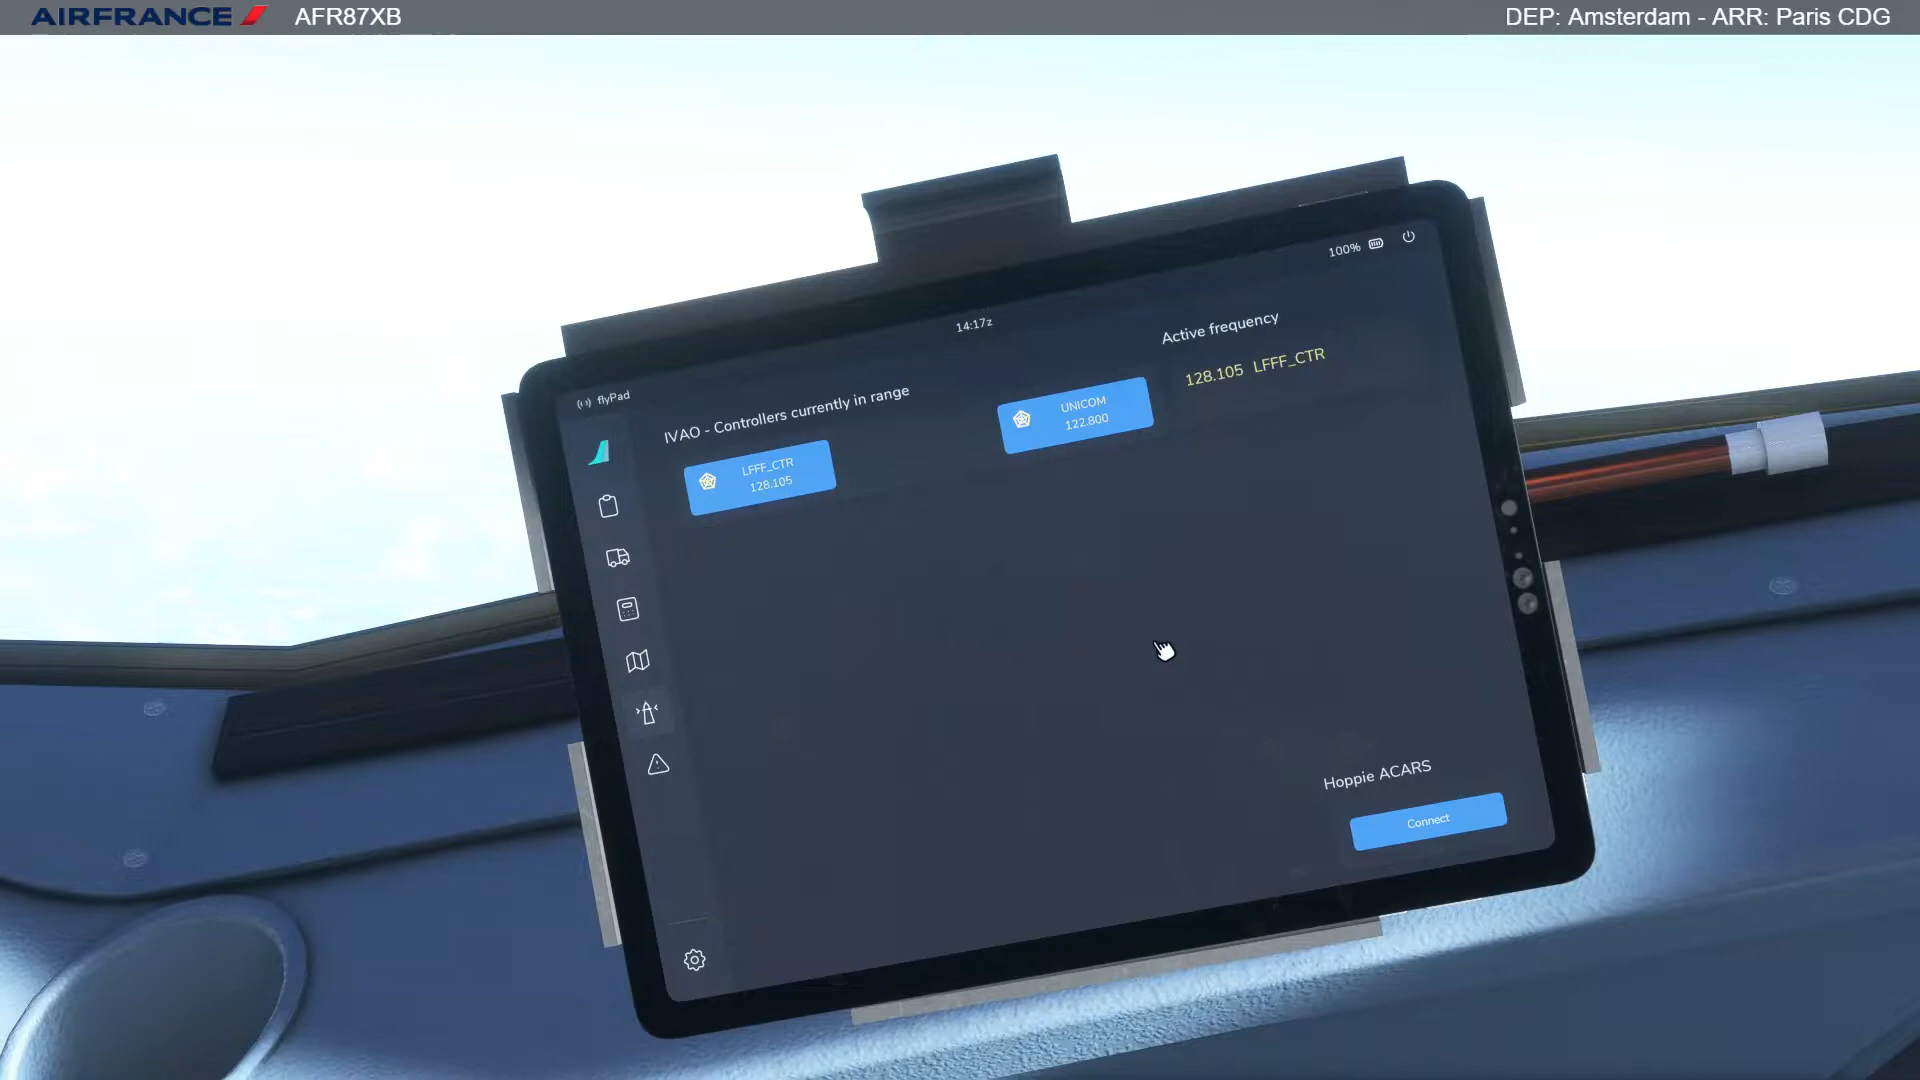 AIRFRANCE AFR87XB
DEP: Amsterdam - ARR: Paris CDG
100%
14:17z
flyPad
Active frequency
128.105 LFFF_CTR
IVAO - Controllers currently in range
UNICOM
122.800
LFFF_CTR
128.105
Hoppie ACARS
Connect